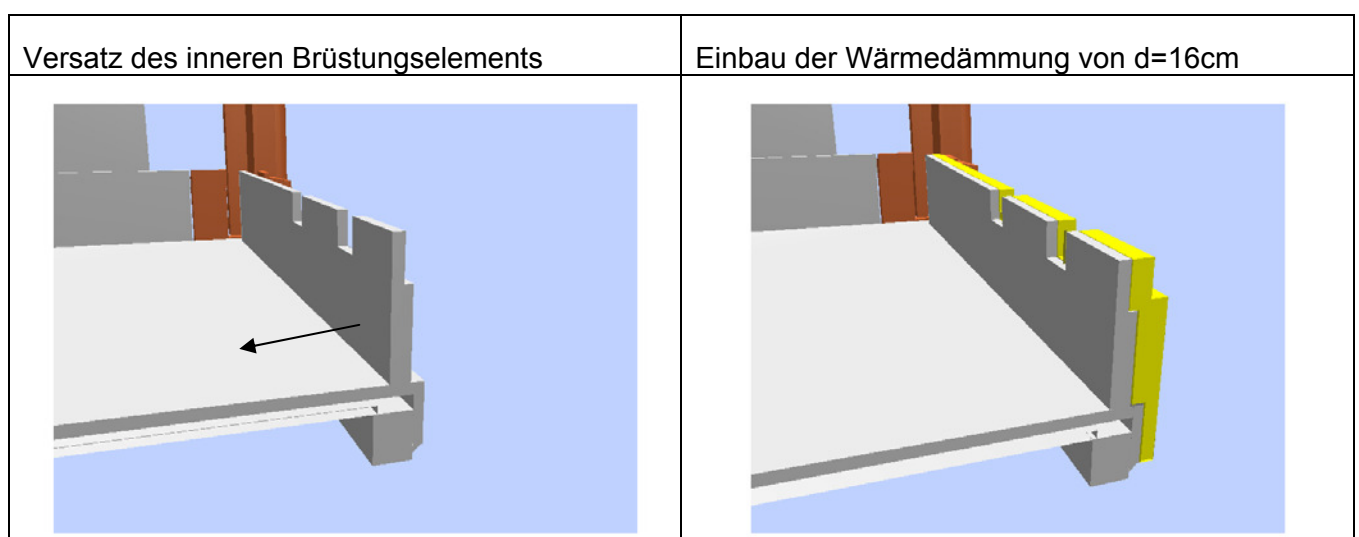 Versatz des inneren Brüstungselements
Einbau der Wärmedämmung von d=16cm